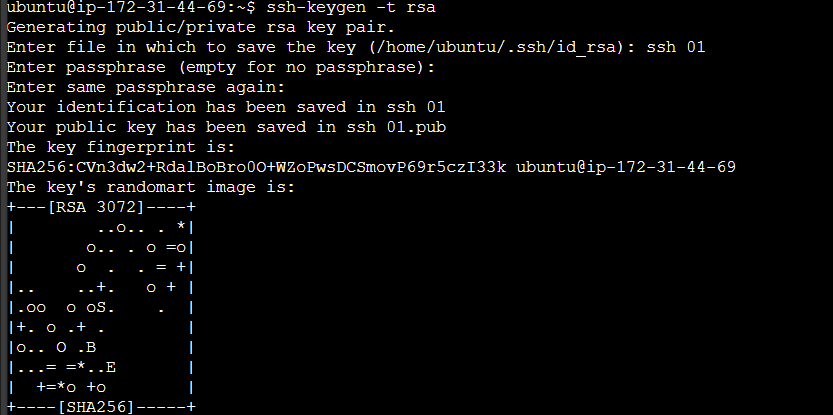 ubuntu@ip-172-31-44-69:~$ ssh-keygen -t rsa
Generating public/private rsa key pair.
Enter file in which to save the key (/home/ubuntu/.ssh/id_rsa): ssh 01
Enter passphrase (empty for no passphrase):
Enter same passphrase again:
Your identification has been saved in ssh 01
Your public key has been saved in ssh 01.pub
The key fingerprint is:
SHA256:CVn3dw2+RdalBoBro0O+WZoPwsDCSmovP69r5czI33k ubuntu@ip-172-31-44-69
The key's randomart image is:
+---[RSA 3072]----+
|        ..o.. . *|
|       o.. . o =o|
|      o  .  . = +|
|..    ..+.   o + |
|.oo  o oS.    .  |
|+. o .+ .        |
|o.. O .B         |
|...= =*..E       |
|  +=*o +o        |
+----[SHA256]-----+